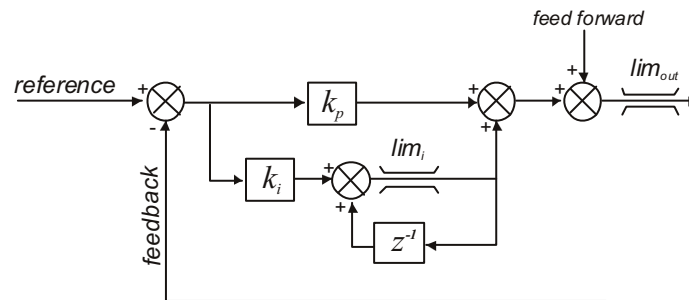 feed forward
reference
+
-
k_p
+
+
+
+
lim_out
feedback
k_i
+
+
lim_i
z^-1